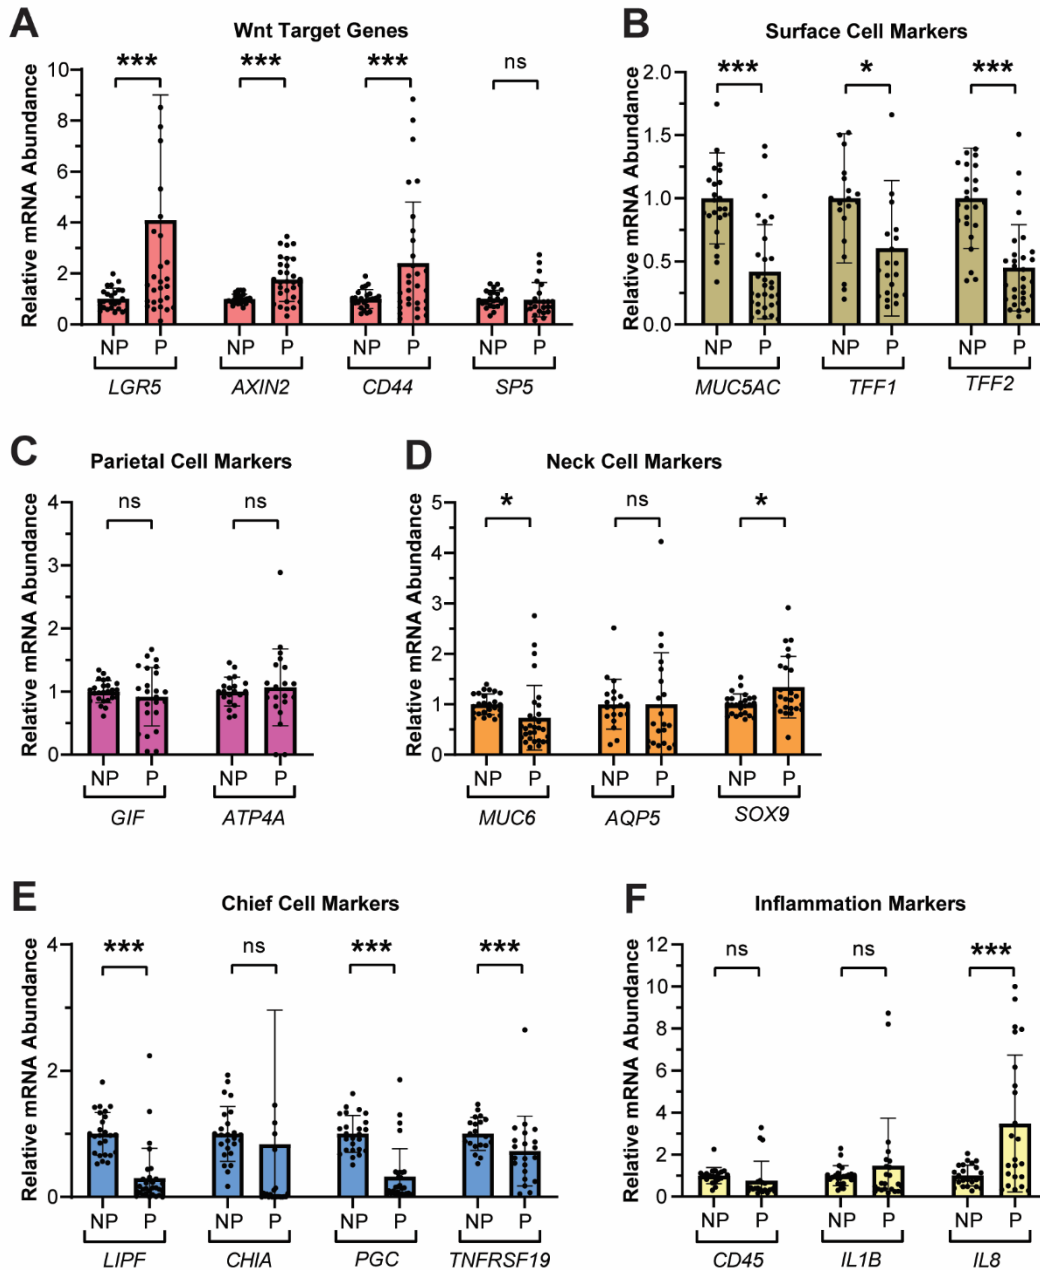 A
Wnt Target Genes
Relative mRNA Abundance
10
8
6
4
2
0
*** *** *** ns
NP P NP P NP P NP P
LGR5 AXIN2 CD44 SP5
B
Surface Cell Markers
Relative mRNA Abundance
2.0
1.5
1.0
0.5
0.0
*** * ***
NP P NP P NP P
MUC5AC TFF1 TFF2
C
Parietal Cell Markers
Relative mRNA Abundance
4
3
2
1
0
ns ns
NP P NP P
GIF ATP4A
D
Neck Cell Markers
Relative mRNA Abundance
5
4
3
2
1
0
* ns *
NP P NP P NP P
MUC6 AQP5 SOX9
E
Chief Cell Markers
Relative mRNA Abundance
4
2
0
*** ns *** ***
NP P NP P NP P NP P
LIPF CHIA PGC TNFRSF19
F
Inflammation Markers
Relative mRNA Abundance
12
10
8
6
4
2
0
ns ns ***
NP P NP P NP P
CD45 IL1B IL8